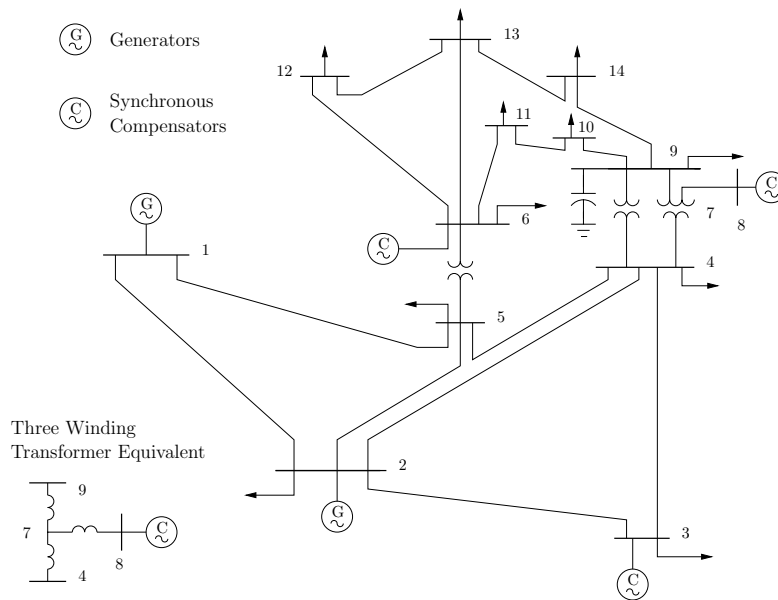 G
Generators
C
Synchronous
Compensators
13
12
14
11
10
9
G
7
C
8
6
C
1
4
5
Three Winding
Transformer Equivalent
2
9
G
7
C
3
8
4
C